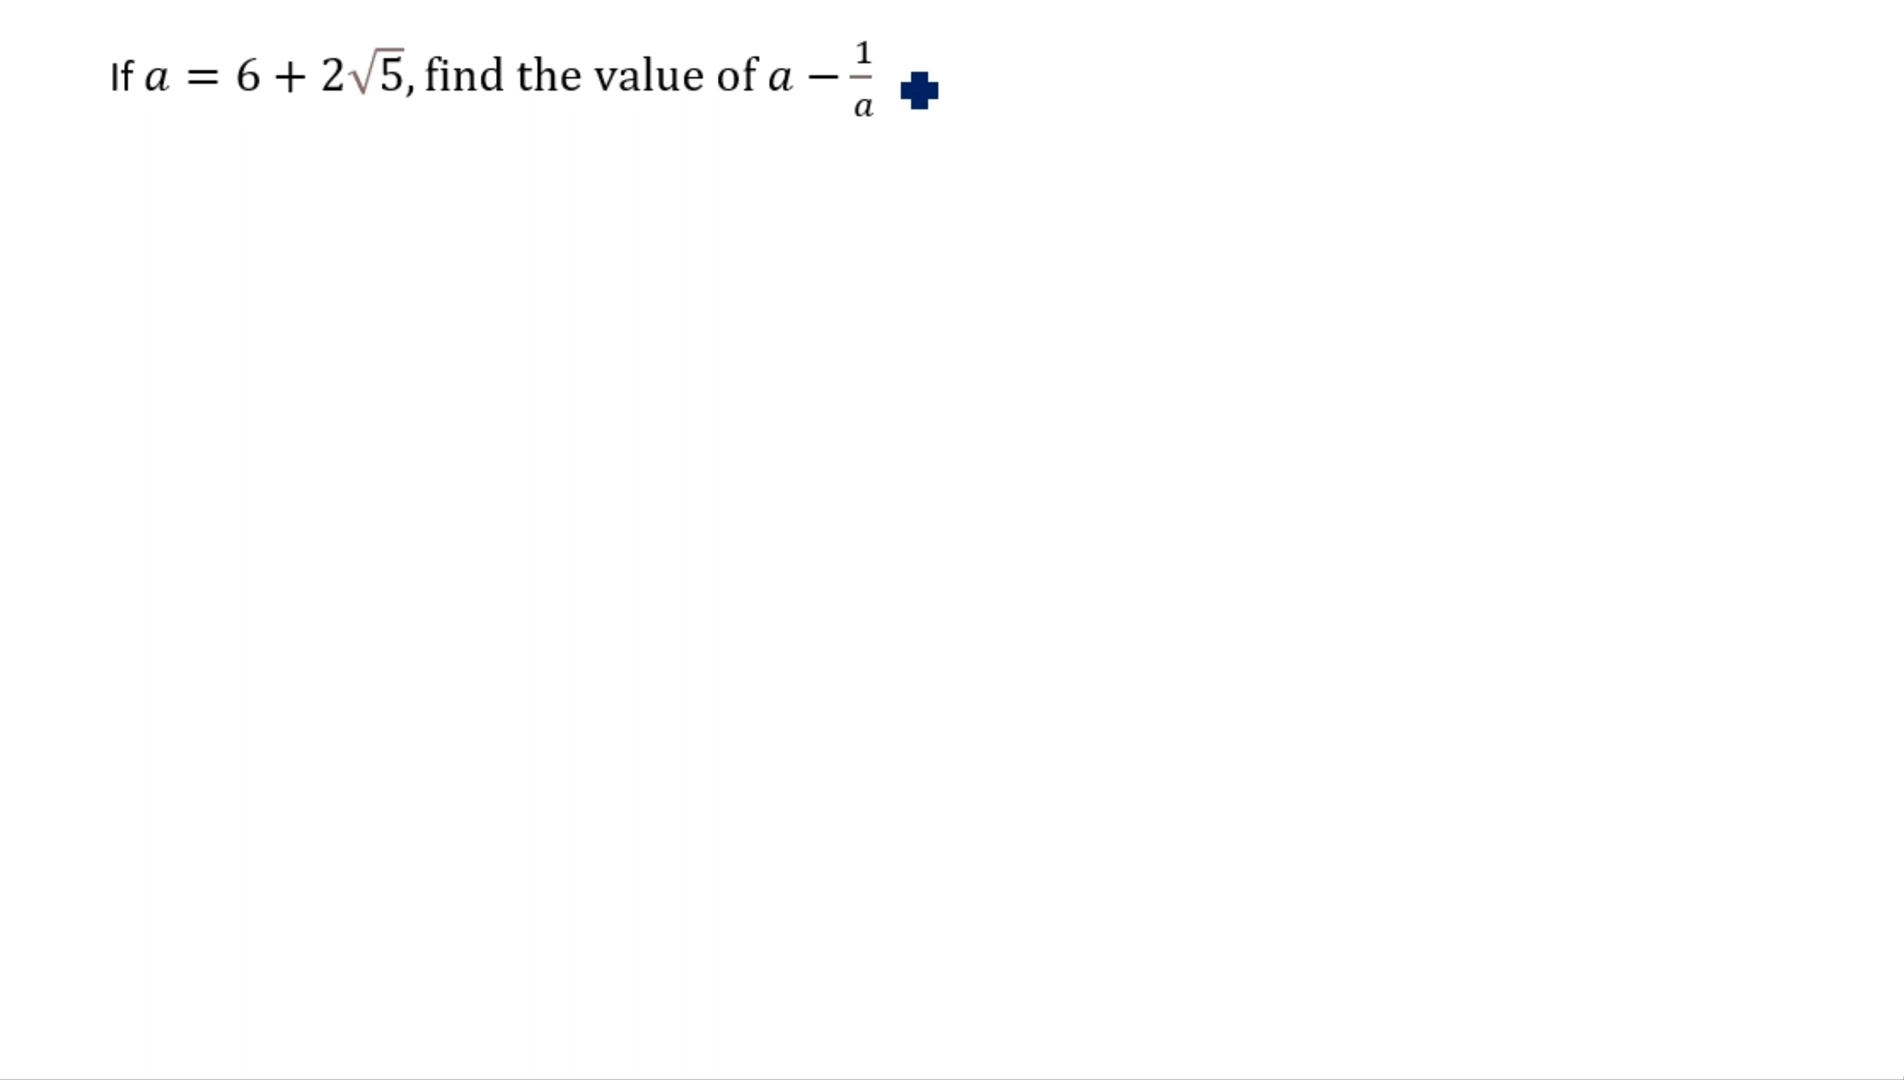 If a = 6 + 2√5, find the value of a − 1/a